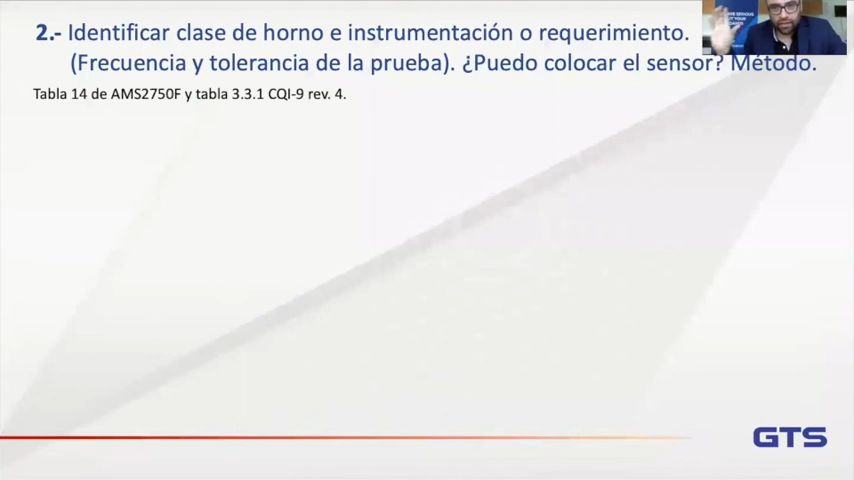 2.- Identificar clase de horno e instrumentación o requerimiento.
(Frecuencia y tolerancia de la prueba). ¿Puedo colocar el sensor? Método.
Tabla 14 de AMS2750F y tabla 3.3.1 CQI-9 rev. 4.
GTS